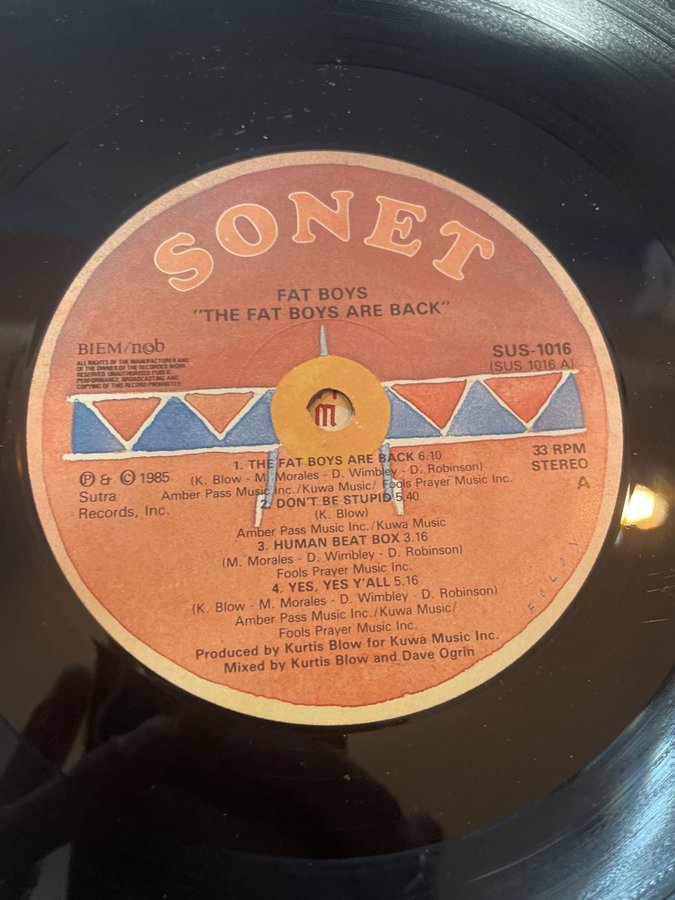 SONET
FAT BOYS
"THE FAT BOYS ARE BACK"
BIEM/n©b
ALL RIGHTS OF THE MANUFACTURER AND
OF THE OWNER OF THE RECORDED WORK
RESERVED. UNAUTHORISED PUBLIC
PERFORMANCE, BROADCASTING AND
COPYING OF THIS RECORD PROHIBITED
SUS-1016
(SUS 1016 A)
m
℗ & © 1985
Sutra
Records, Inc.
33 RPM
STEREO
A
1. THE FAT BOYS ARE BACK 6.10
(K. Blow - M. Morales - D. Wimbley - D. Robinson)
Amber Pass Music Inc./Kuwa Music/ Fools Prayer Music Inc.
2. DON'T BE STUPID 5.40
(K. Blow)
Amber Pass Music Inc./Kuwa Music
3. HUMAN BEAT BOX 3.16
(M. Morales - D. Wimbley - D. Robinson)
Fools Prayer Music Inc.
4. YES, YES Y'ALL 5.16
(K. Blow - M. Morales - D. Wimbley - D. Robinson)
Amber Pass Music Inc./Kuwa Music/
Fools Prayer Music Inc.
Produced by Kurtis Blow for Kuwa Music Inc.
Mixed by Kurtis Blow and Dave Ogrin
FOLON